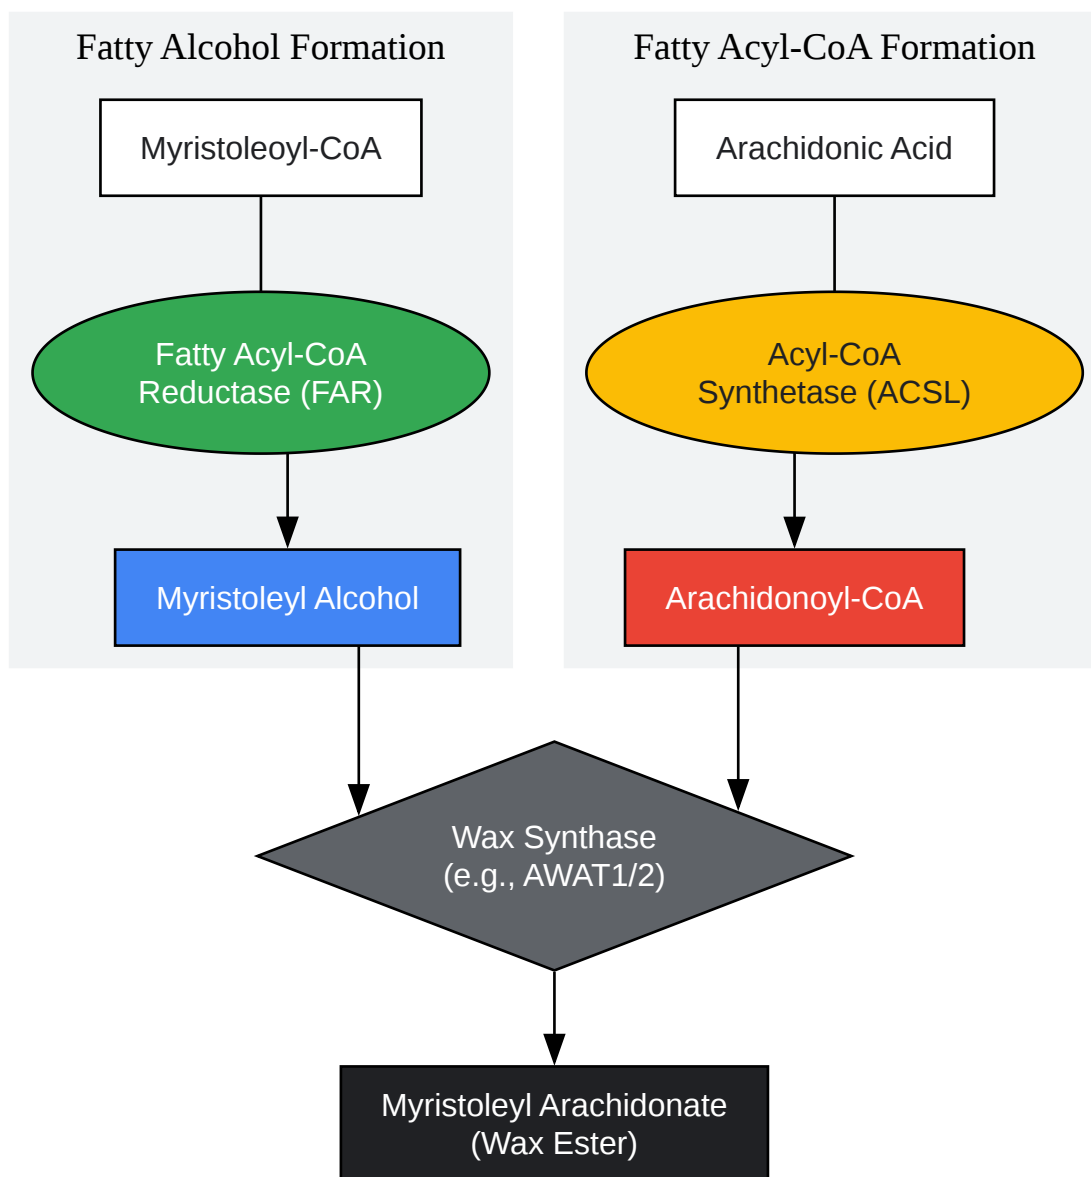 Fatty Alcohol Formation
Myristoleoyl-CoA
Fatty Acyl-CoA
Reductase (FAR)
Myristoleyl Alcohol
Fatty Acyl-CoA Formation
Arachidonic Acid
Acyl-CoA
Synthetase (ACSL)
Arachidonoyl-CoA
Wax Synthase
(e.g., AWAT1/2)
Myristoleyl Arachidonate
(Wax Ester)